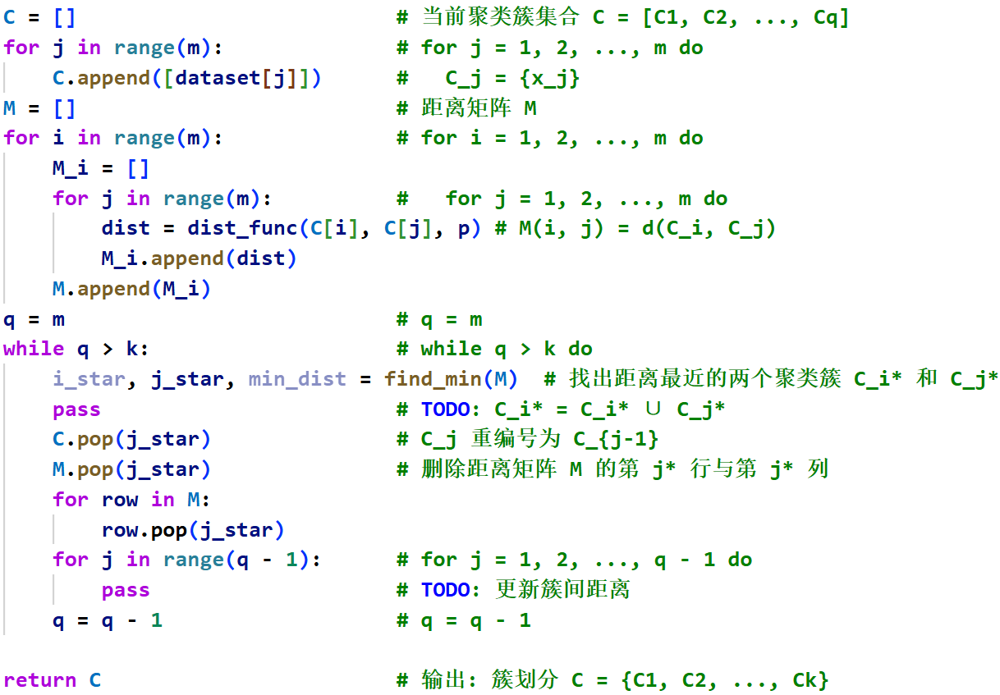 C = []                          # 当前聚类簇集合 C = [C1, C2, ..., Cq]
for j in range(m):              # for j = 1, 2, ..., m do
    C.append([dataset[j]])      #   C_j = {x_j}
M = []                          # 距离矩阵 M
for i in range(m):              # for i = 1, 2, ..., m do
    M_i = []
    for j in range(m):          #   for j = 1, 2, ..., m do
        dist = dist_func(C[i], C[j], p) # M(i, j) = d(C_i, C_j)
        M_i.append(dist)
    M.append(M_i)
q = m                           # q = m
while q > k:                    # while q > k do
    i_star, j_star, min_dist = find_min(M)  # 找出距离最近的两个聚类簇 C_i* 和 C_j*
    pass                        # TODO: C_i* = C_i* ∪ C_j*
    C.pop(j_star)               # C_j 重编号为 C_{j-1}
    M.pop(j_star)               # 删除距离矩阵 M 的第 j* 行与第 j* 列
    for row in M:
        row.pop(j_star)
    for j in range(q - 1):      # for j = 1, 2, ..., q - 1 do
        pass                    # TODO: 更新簇间距离
    q = q - 1                   # q = q - 1
return C                        # 输出: 簇划分 C = {C1, C2, ..., Ck}